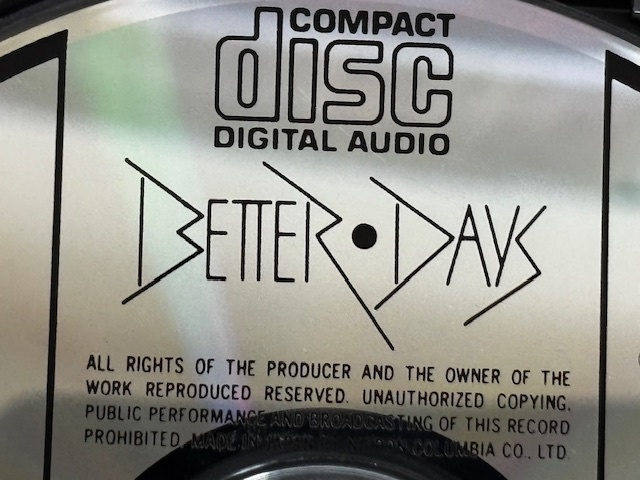 COMPACT
disc
DIGITAL AUDIO
BETTER • DAYS
ALL RIGHTS OF THE PRODUCER AND THE OWNER OF THE
WORK REPRODUCED RESERVED. UNAUTHORIZED COPYING.
PUBLIC PERFORMANCE AND BROADCASTING OF THIS RECORD
PROHIBITED. MADE IN COLUMBIA CO., LTD.